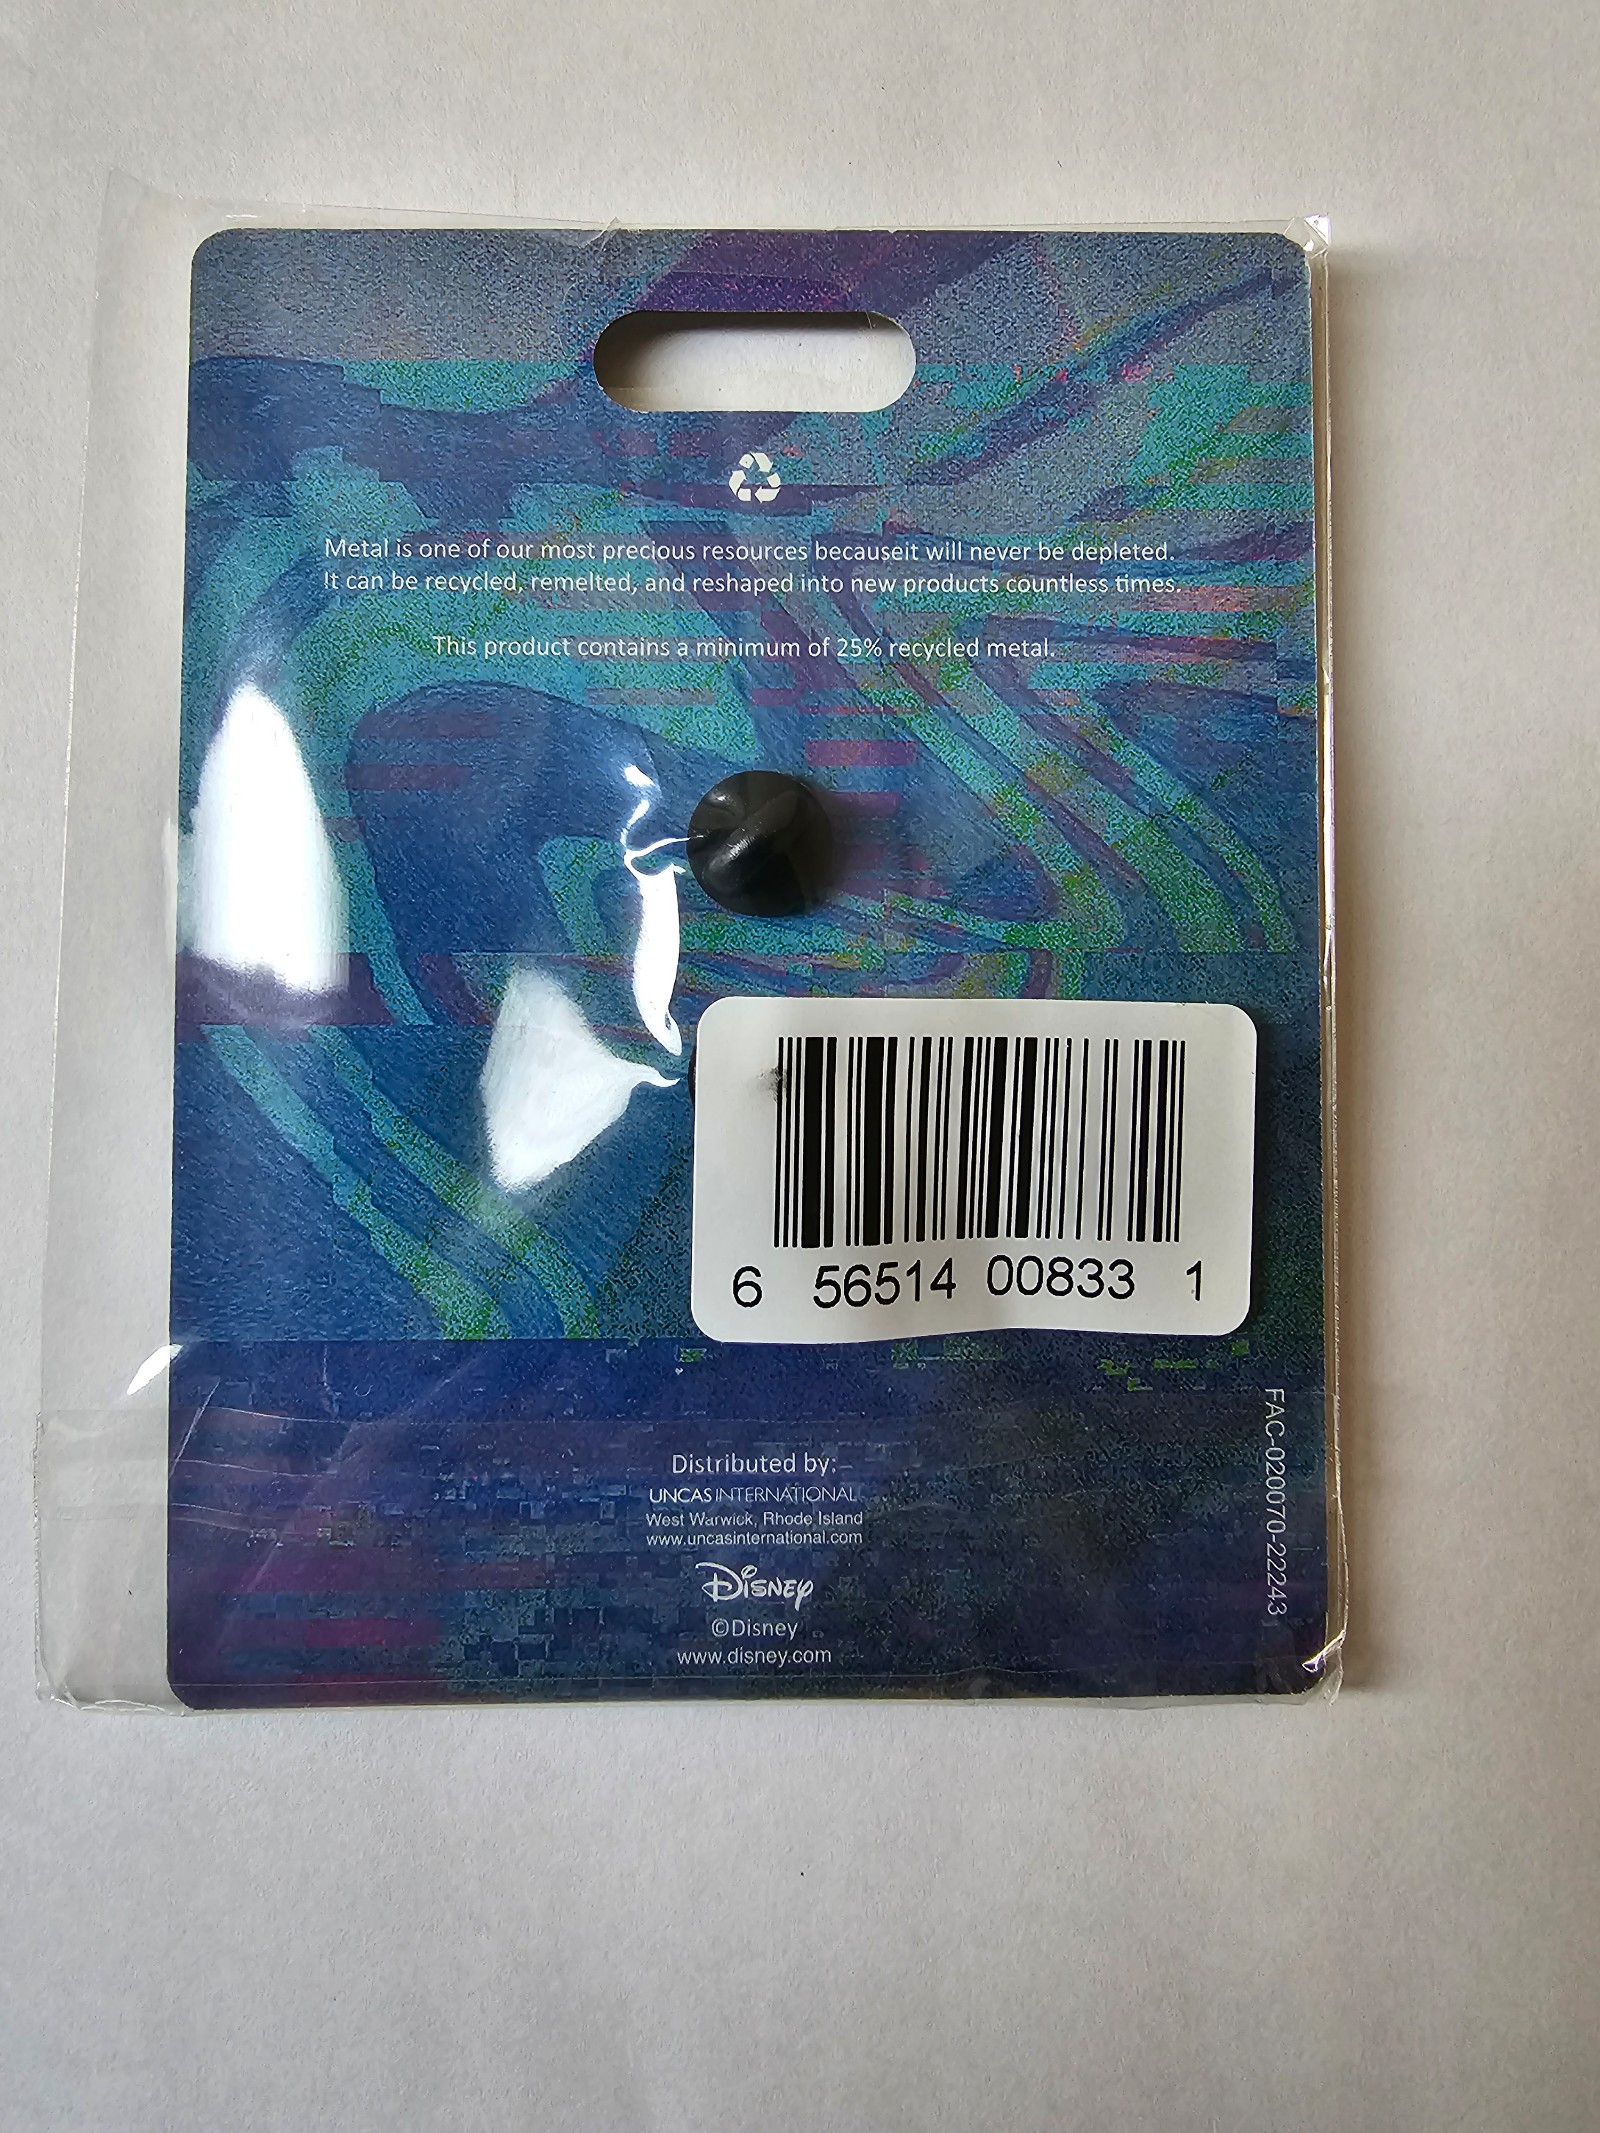 Metal is one of our most precious resources becauseit will never be depleted.
It can be recycled, remelted, and reshaped into new products countless times.
This product contains a minimum of 25% recycled metal.
6 56514 00833 1
FAC-020070-22243
Distributed by:
UNCAS INTERNATIONAL
West Warwick, Rhode Island
www.uncasinternational.com
Disney
©Disney
www.disney.com